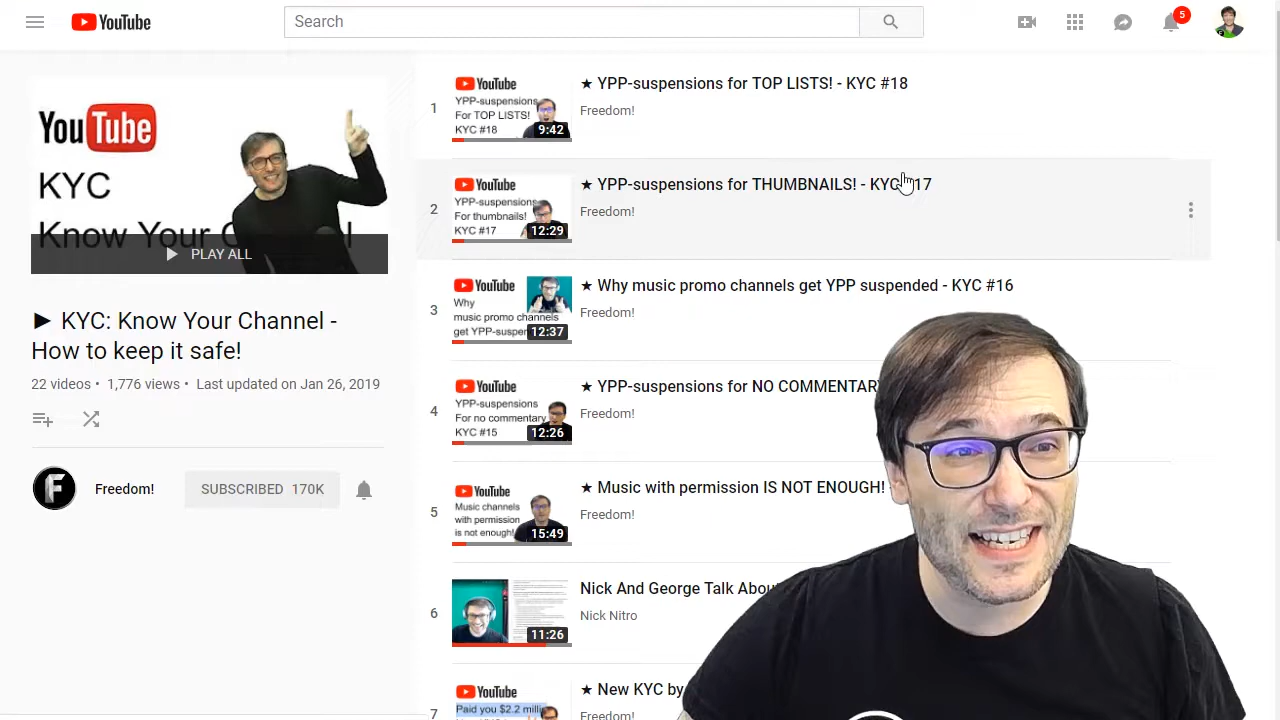 YouTube
Search
5
YouTube
KYC
Know Your Channel
PLAY ALL
► KYC: Know Your Channel -
How to keep it safe!
22 videos • 1,776 views • Last updated on Jan 26, 2019
F
Freedom!
SUBSCRIBED 170K
1
YouTube
YPP-suspensions
For TOP LISTS!
KYC #18
9:42
★ YPP-suspensions for TOP LISTS! - KYC #18
Freedom!
2
YouTube
YPP-suspensions
For thumbnails!
KYC #17
12:29
★ YPP-suspensions for THUMBNAILS! - KYC 17
Freedom!
3
YouTube
Why
music promo channels
get YPP suspen
12:37
★ Why music promo channels get YPP suspended - KYC #16
Freedom!
4
YouTube
YPP-suspensions
For no commentary
KYC #15
12:26
★ YPP-suspensions for NO COMMENTAR
Freedom!
5
YouTube
Music channels
with permission
is not enough!
15:49
★ Music with permission IS NOT ENOUGH!
Freedom!
6
11:26
Nick And George Talk Abou
Nick Nitro
7
YouTube
Paid you $2.2 milli
★ New KYC by
Freedom!